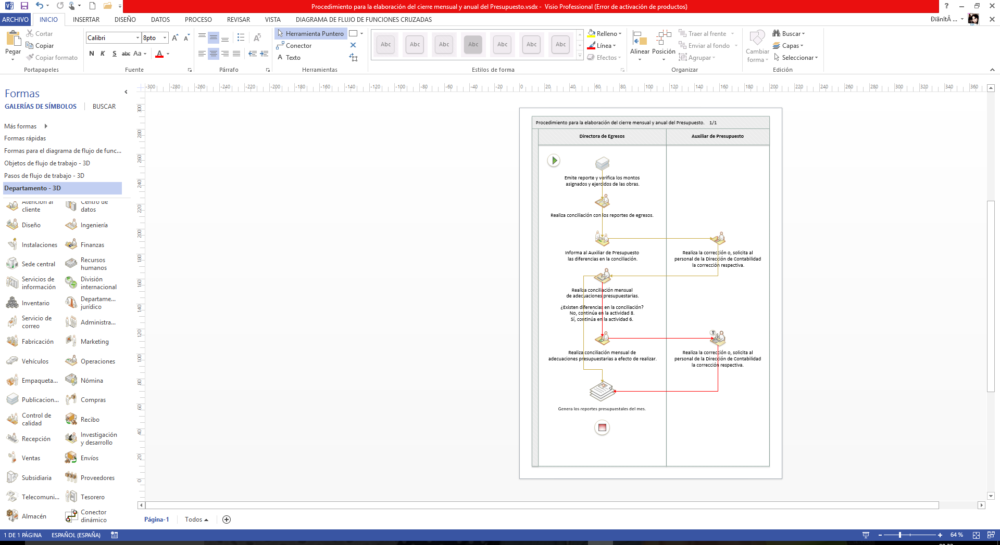 Procedimiento para la elaboración del cierre mensual y anual del Presupuesto.vsdx - Visio Professional (Error de activación de productos)
ARCHIVO INICIO INSERTAR DISEÑO DATOS PROCESO REVISAR VISTA DIAGRAMA DE FLUJO DE FUNCIONES CRUZADAS
ĐïãnîtÂ ...
Pegar
Cortar
Copiar
Copiar formato
Portapapeles
Calibri 8pto
N K S abc Aa A
Fuente
Párrafo
Herramienta Puntero
Conector
A Texto
Herramientas
Abc Abc Abc Abc Abc Abc Abc
Estilos de forma
Relleno
Línea
Efectos
Alinear
Posición
Traer al frente
Enviar al fondo
Agrupar
Organizar
Cambiar
forma
Buscar
Capas
Seleccionar
Edición
Formas
GALERÍAS DE SÍMBOLOS BUSCAR
Más formas
Formas rápidas
Formas para el diagrama de flujo de func...
Objetos de flujo de trabajo - 3D
Pasos de flujo de trabajo - 3D
Departamento - 3D
Atención al
cliente
Centro de
datos
Diseño
Ingeniería
Instalaciones
Finanzas
Sede central
Recursos
humanos
Servicios de
información
División
internacional
Inventario
Departame...
jurídico
Servicio de
correo
Administra...
Fabricación
Marketing
Vehículos
Operaciones
Empaqueta...
Nómina
Publicacion...
Compras
Control de
calidad
Recibo
Recepción
Investigación
y desarrollo
Ventas
Envíos
Subsidiaria
Proveedores
Telecomuni...
Tesorero
Almacén
Conector
dinámico
-300 -280 -260 -240 -220 -200 -180 -160 -140 -120 -100 -80 -60 -40 -20 0 20 40 60 80 100 120 140 160 180 200 220 240 260 280 300 320 340 360
300
280
260
240
220
200
180
160
140
120
100
80
60
40
20
0
Procedimiento para la elaboración del cierre mensual y anual del Presupuesto. 1/1
Directora de Egresos
Auxiliar de Presupuesto
Emite reporte y verifica los montos
asignados y ejercidos de las obras.
Realiza conciliación con los reportes de egresos.
Informa al Auxiliar de Presupuesto
las diferencias en la conciliación.
Realiza la corrección o, solicita al
personal de la Dirección de Contabilidad
la corrección respectiva.
Realiza conciliación mensual
de adecuaciones presupuestarias.
¿Existen diferencias en la conciliación?
No, continúa en la actividad 8.
Sí, continúa en la actividad 6.
Realiza conciliación mensual de
adecuaciones presupuestarias a efecto de realizar.
Realiza la corrección o, solicita al
personal de la Dirección de Contabilidad
la corrección respectiva.
Genera los reportes presupuestales del mes.
Página-1 Todos
1 DE 1 PÁGINA ESPAÑOL (ESPAÑA) 64 %